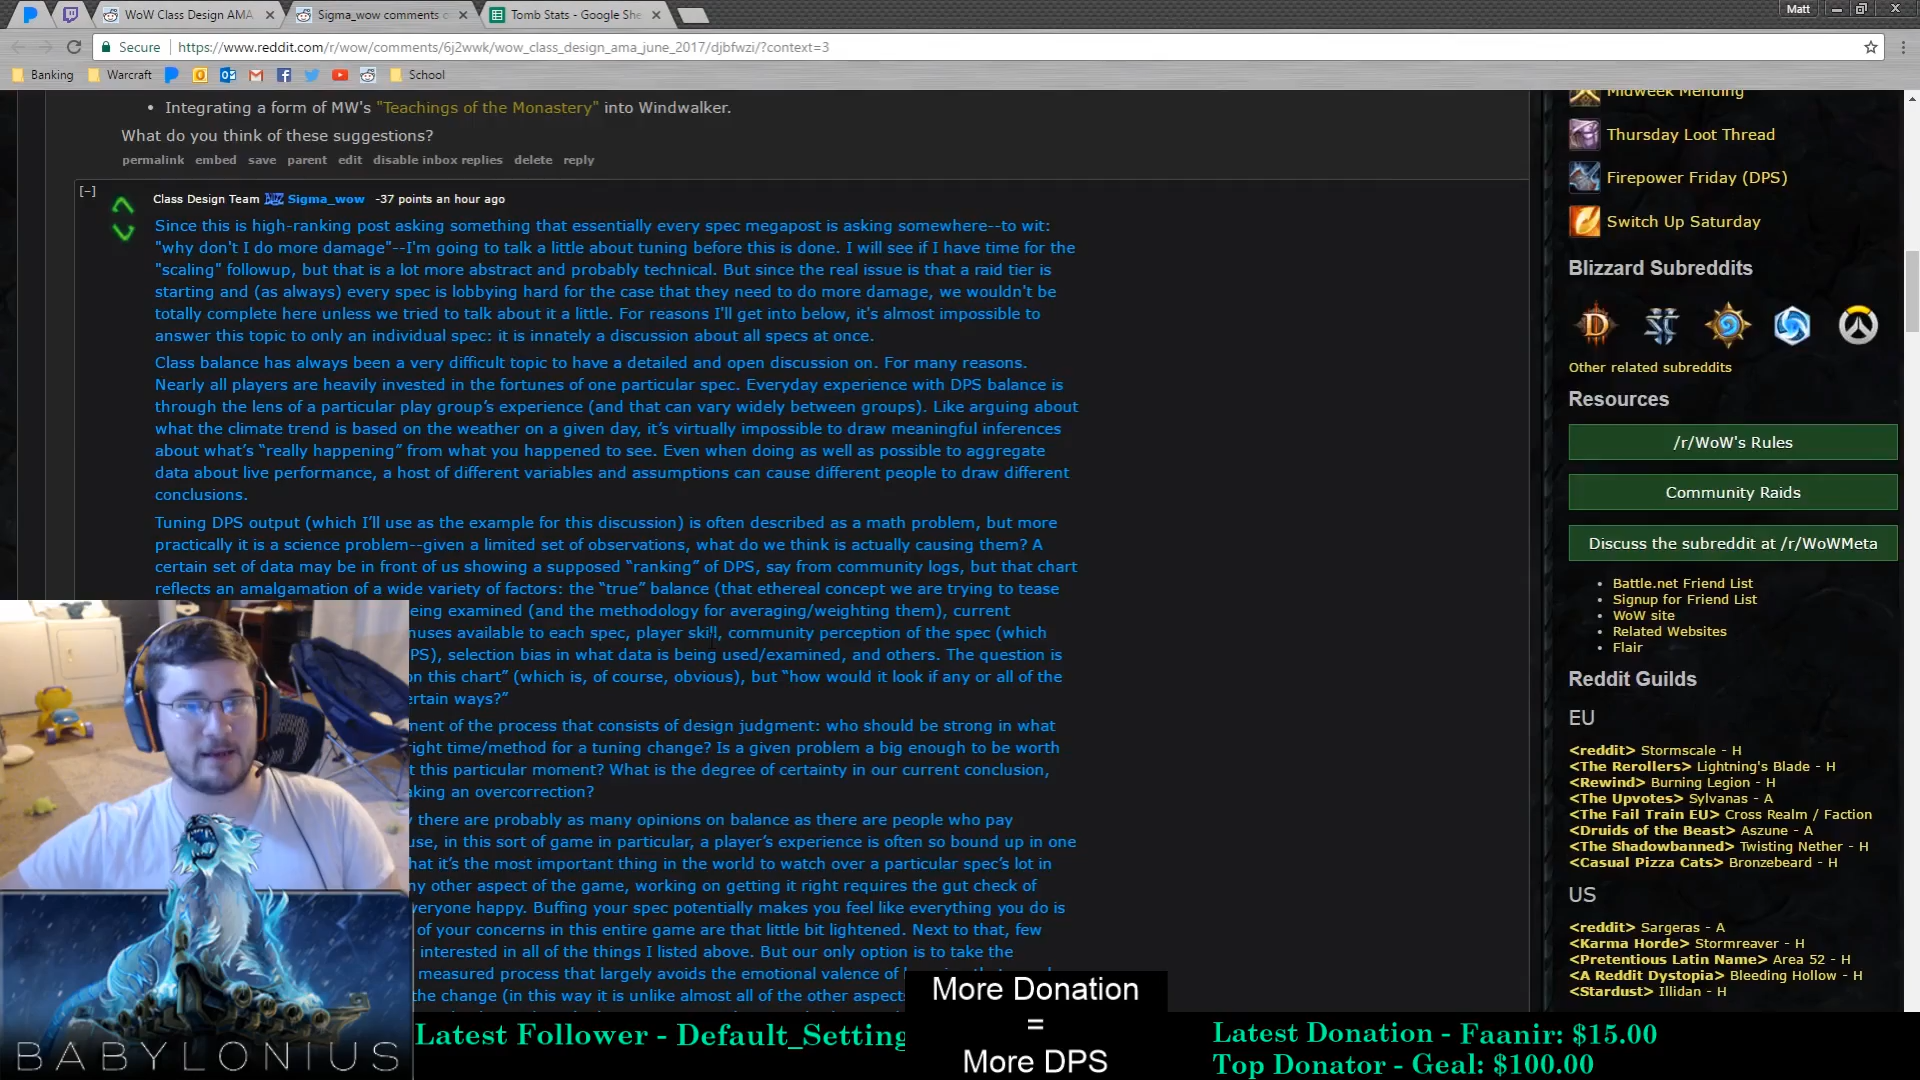 WoW Class Design AMA
Sigma_wow comments o
Tomb Stats - Google She
Matt
Secure
https://www.reddit.com/r/wow/comments/6j2wwk/wow_class_design_ama_june_2017/djbfwzi/?context=3
Banking
Warcraft
School
• Integrating a form of MW's "Teachings of the Monastery" into Windwalker.
What do you think of these suggestions?
permalink embed save parent edit disable inbox replies delete reply
[-]
Class Design Team Sigma_wow -37 points an hour ago
Since this is high-ranking post asking something that essentially every spec megapost is asking somewhere--to wit:
"why don't I do more damage"--I'm going to talk a little about tuning before this is done. I will see if I have time for the
"scaling" followup, but that is a lot more abstract and probably technical. But since the real issue is that a raid tier is
starting and (as always) every spec is lobbying hard for the case that they need to do more damage, we wouldn't be
totally complete here unless we tried to talk about it a little. For reasons I'll get into below, it's almost impossible to
answer this topic to only an individual spec: it is innately a discussion about all specs at once.
Class balance has always been a very difficult topic to have a detailed and open discussion on. For many reasons.
Nearly all players are heavily invested in the fortunes of one particular spec. Everyday experience with DPS balance is
through the lens of a particular play group's experience (and that can vary widely between groups). Like arguing about
what the climate trend is based on the weather on a given day, it's virtually impossible to draw meaningful inferences
about what's “really happening” from what you happened to see. Even when doing as well as possible to aggregate
data about live performance, a host of different variables and assumptions can cause different people to draw different
conclusions.
Tuning DPS output (which I'll use as the example for this discussion) is often described as a math problem, but more
practically it is a science problem--given a limited set of observations, what do we think is actually causing them? A
certain set of data may be in front of us showing a supposed “ranking” of DPS, say from community logs, but that chart
reflects an amalgamation of a wide variety of factors: the “true” balance (that ethereal concept we are trying to tease
eing examined (and the methodology for averaging/weighting them), current
nuses available to each spec, player skill, community perception of the spec (which
PS), selection bias in what data is being used/examined, and others. The question is
on this chart” (which is, of course, obvious), but “how would it look if any or all of the
ertain ways?”
ment of the process that consists of design judgment: who should be strong in what
right time/method for a tuning change? Is a given problem a big enough to be worth
t this particular moment? What is the degree of certainty in our current conclusion,
aking an overcorrection?
y there are probably as many opinions on balance as there are people who pay
use, in this sort of game in particular, a player's experience is often so bound up in one
hat it's the most important thing in the world to watch over a particular spec's lot in
ny other aspect of the game, working on getting it right requires the gut check of
veryone happy. Buffing your spec potentially makes you feel like everything you do is
of your concerns in this entire game are that little bit lightened. Next to that, few
interested in all of the things I listed above. But our only option is to take the
measured process that largely avoids the emotional valence of
the change (in this way it is unlike almost all of the other aspects
Midweek Mending
Thursday Loot Thread
Firepower Friday (DPS)
Switch Up Saturday
Blizzard Subreddits
Other related subreddits
Resources
/r/WoW's Rules
Community Raids
Discuss the subreddit at /r/WoWMeta
• Battle.net Friend List
• Signup for Friend List
• WoW site
• Related Websites
• Flair
Reddit Guilds
EU
<reddit> Stormscale - H
<The Rerollers> Lightning's Blade - H
<Rewind> Burning Legion - H
<The Upvotes> Sylvanas - A
<The Fail Train EU> Cross Realm / Faction
<Druids of the Beast> Aszune - A
<The Shadowbanned> Twisting Nether - H
<Casual Pizza Cats> Bronzebeard - H
US
<reddit> Sargeras - A
<Karma Horde> Stormreaver - H
<Pretentious Latin Name> Area 52 - H
<A Reddit Dystopia> Bleeding Hollow - H
<Stardust> Illidan - H
BABYLONIUS
Latest Follower - Default_Setting
More Donation
=
More DPS
Latest Donation - Faanir: $15.00
Top Donator - Geal: $100.00